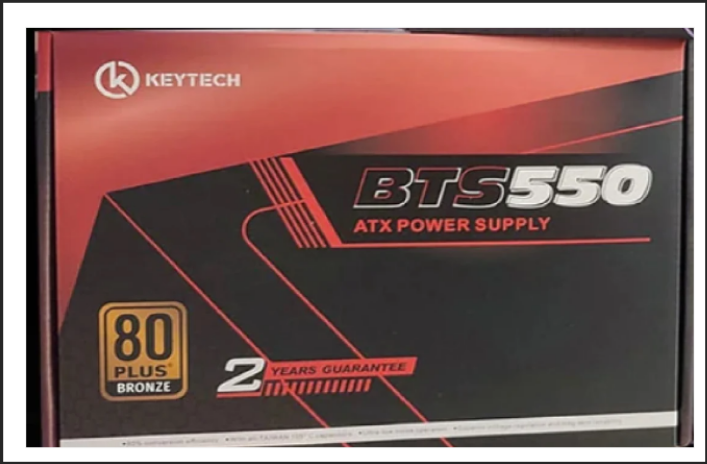 KEYTECH
BTS550
ATX POWER SUPPLY
80
PLUS
BRONZE
2 YEARS GUARANTEE